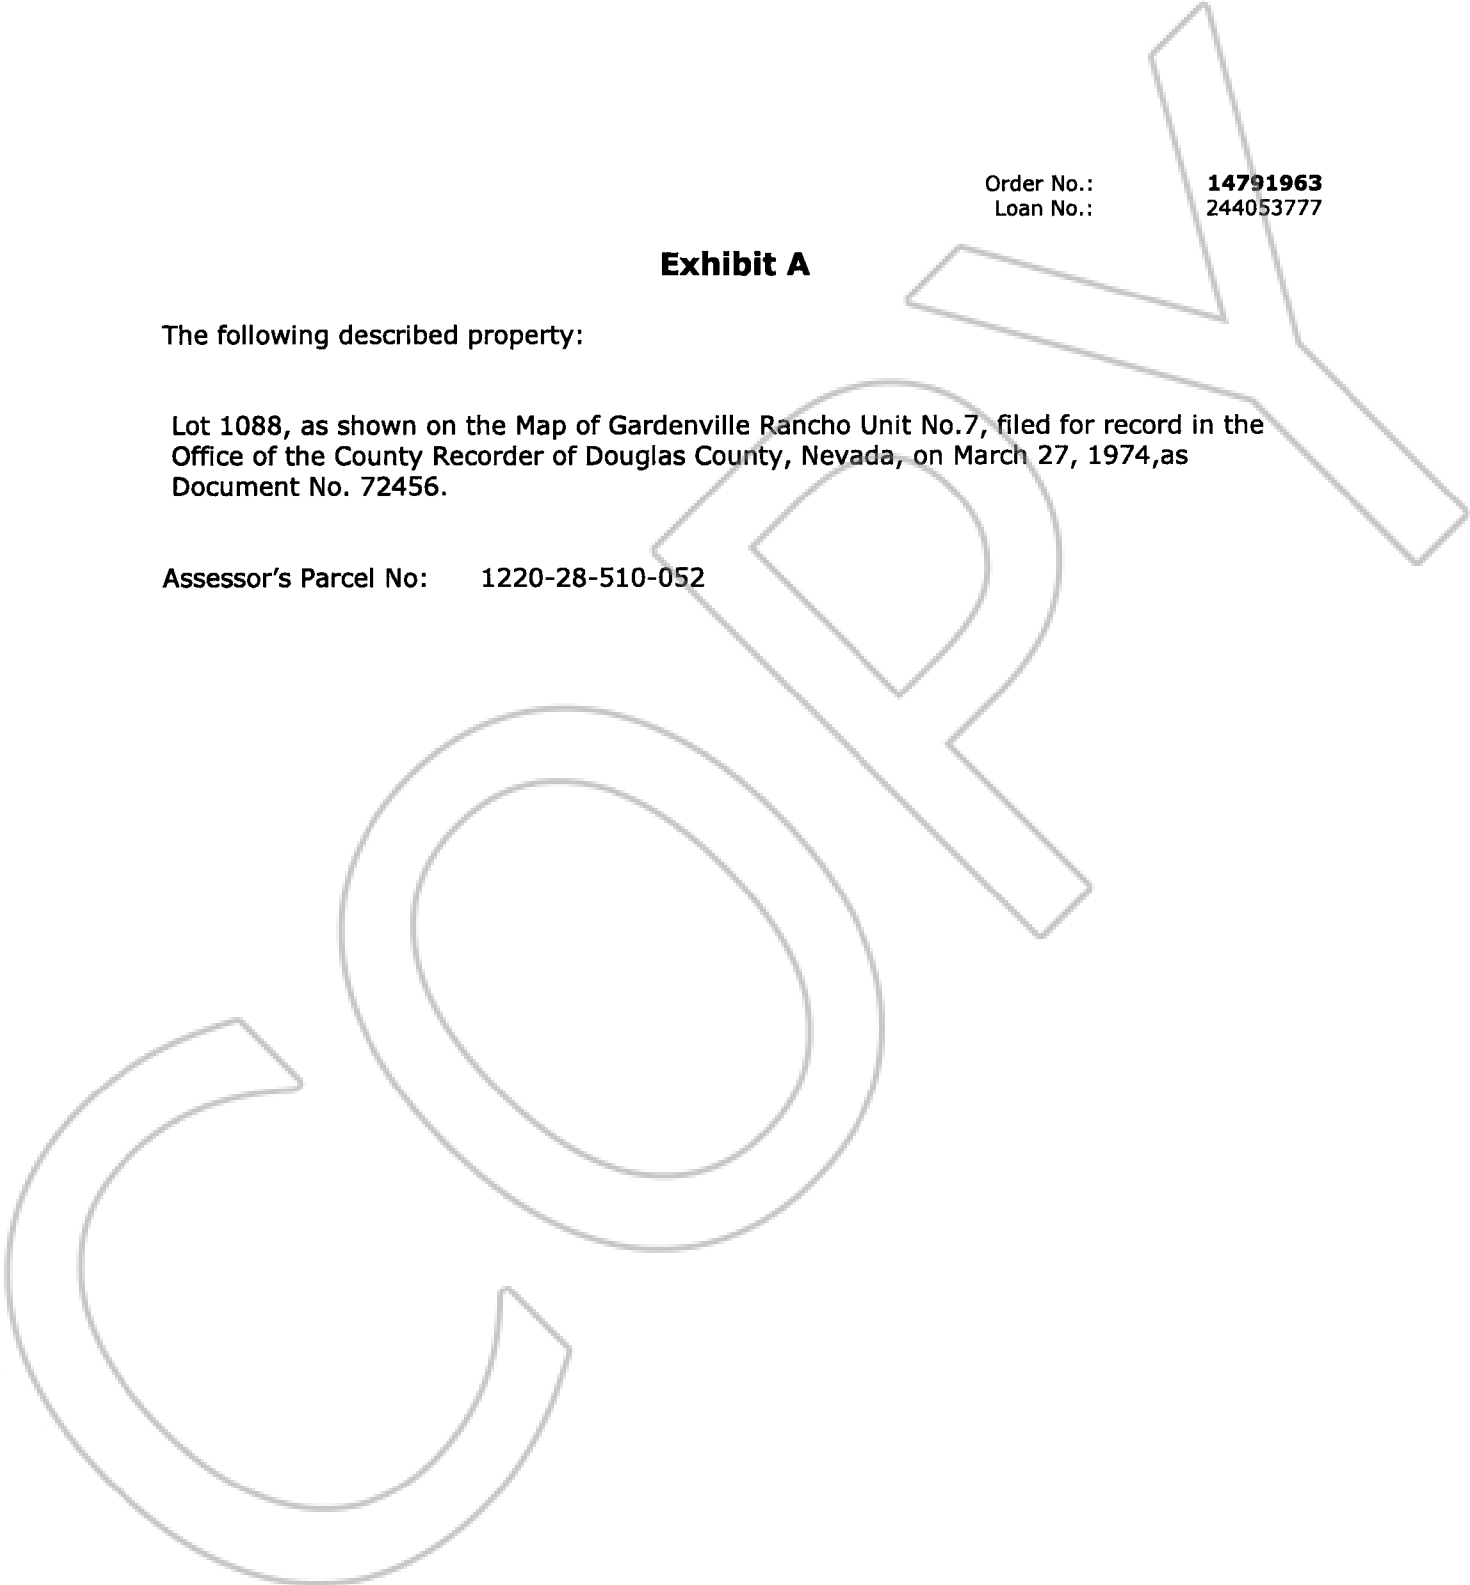 Order No.: 14791963
Loan No.: 244053777
Exhibit A
The following described property:
Lot 1088, as shown on the Map of Gardenville Rancho Unit No.7, filed for record in the
Office of the County Recorder of Douglas County, Nevada, on March 27, 1974,as
Document No. 72456.
Assessor's Parcel No: 1220-28-510-052
COPY